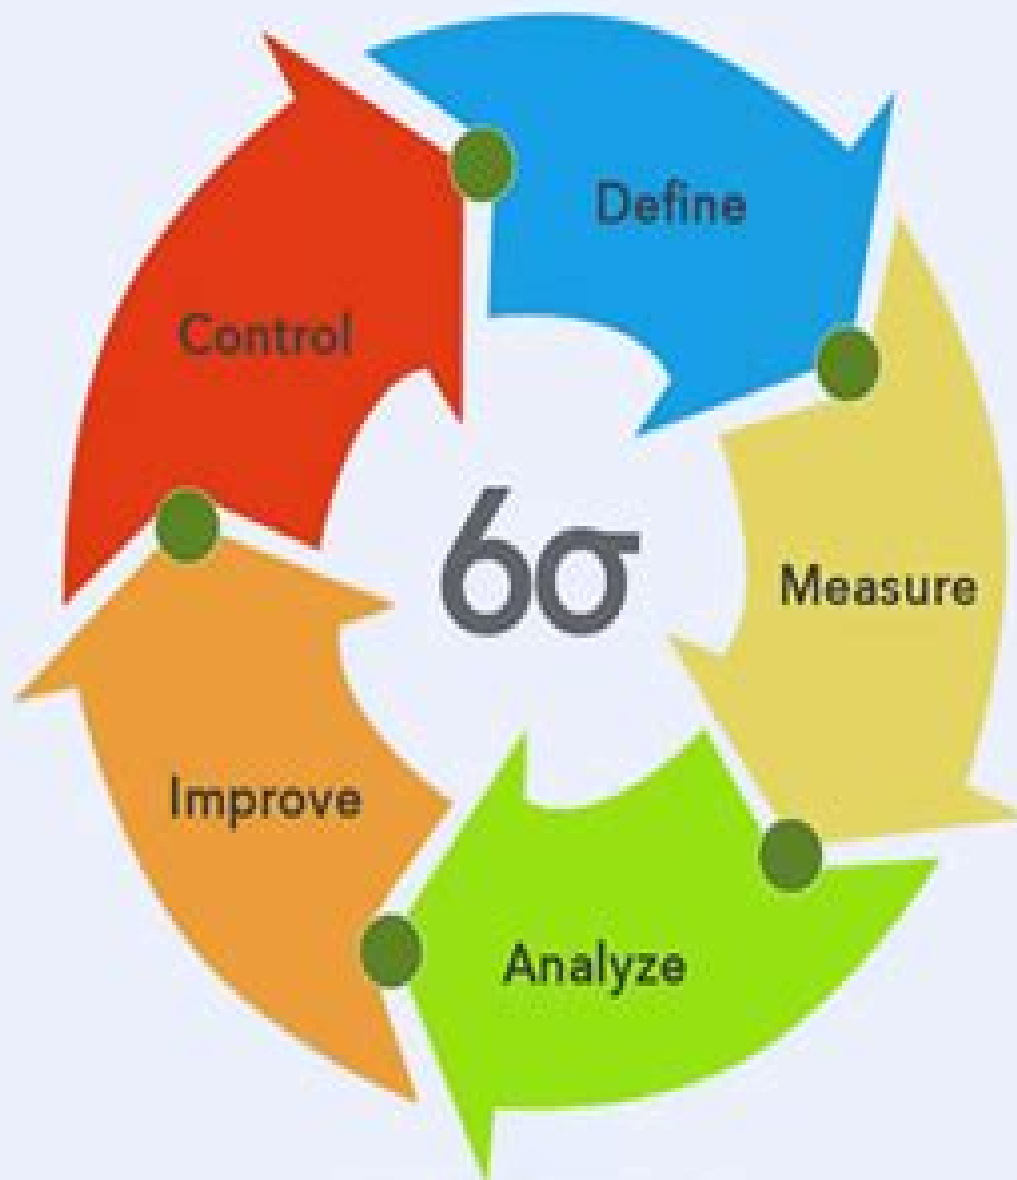 Define
Measure
Analyze
Improve
Control
6σ